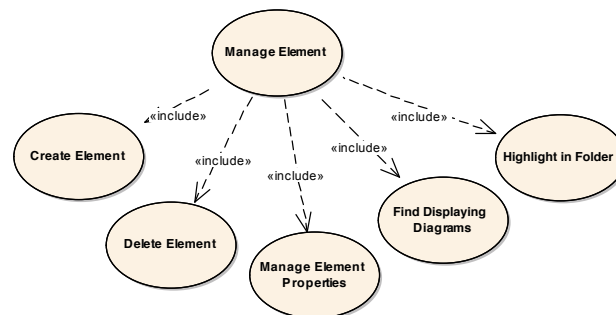 Manage Element
«include»
«include»
«include»
«include»
«include»
Create Element
Highlight in Folder
Delete Element
Find Displaying
Diagrams
Manage Element
Properties